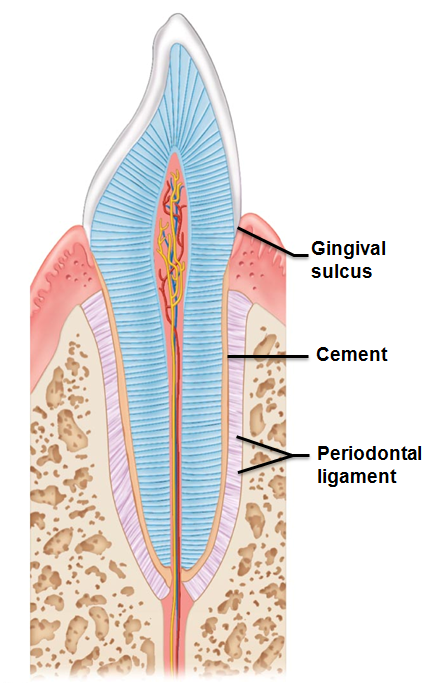 Gingival
sulcus
Cement
Periodontal
ligament